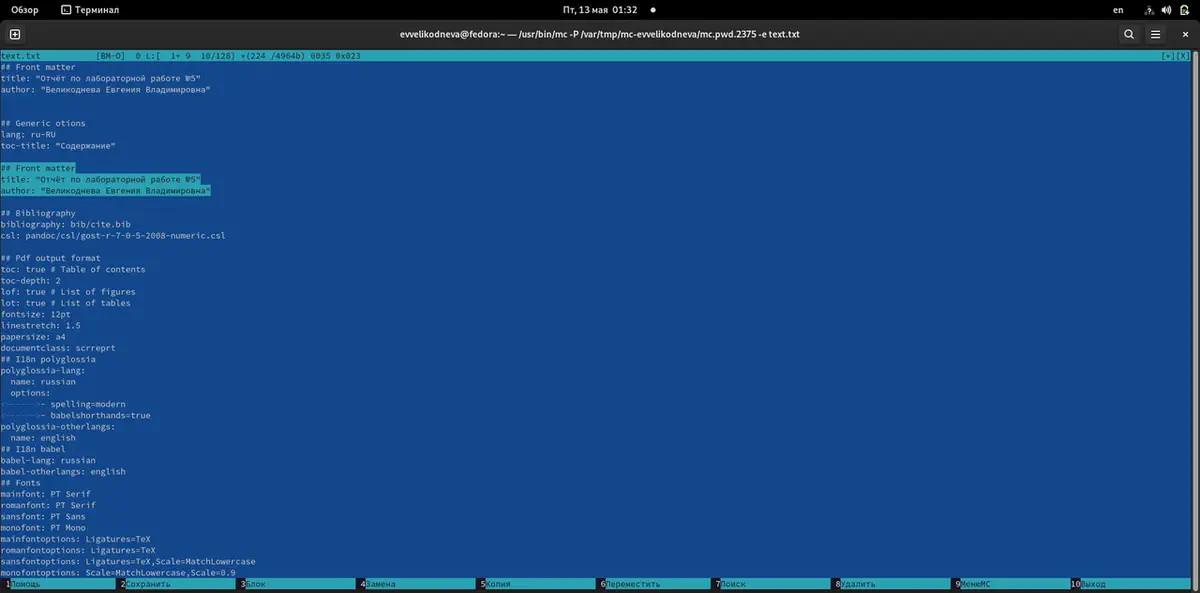 Обзор Терминал Пт, 13 мая 01:32 en
evvelikodneva@fedora:~ — /usr/bin/mc -P /var/tmp/mc-evvelikodneva/mc.pwd.2375 -e text.txt
text.txt [BM-O] 0 L:[ 1+ 9 10/128] *(224 /4964b) 0035 0x023 [*][X]
## Front matter
title: "Отчёт по лабораторной работе №5"
author: "Великоднева Евгения Владимировна"
## Generic otions
lang: ru-RU
toc-title: "Содержание"
## Front matter
title: "Отчёт по лабораторной работе №5"
author: "Великоднева Евгения Владимировна"
## Bibliography
bibliography: bib/cite.bib
csl: pandoc/csl/gost-r-7-0-5-2008-numeric.csl
## Pdf output format
toc: true # Table of contents
toc-depth: 2
lof: true # List of figures
lot: true # List of tables
fontsize: 12pt
linestretch: 1.5
papersize: a4
documentclass: scrreprt
## I18n polyglossia
polyglossia-lang:
name: russian
options:
<------>- spelling=modern
<------>- babelshorthands=true
polyglossia-otherlangs:
name: english
## I18n babel
babel-lang: russian
babel-otherlangs: english
## Fonts
mainfont: PT Serif
romanfont: PT Serif
sansfont: PT Sans
monofont: PT Mono
mainfontoptions: Ligatures=TeX
romanfontoptions: Ligatures=TeX
sansfontoptions: Ligatures=TeX,Scale=MatchLowercase
monofontoptions: Scale=MatchLowercase,Scale=0.9
1Помощь 2Сохранить 3Блок 4Замена 5Копия 6Переместить 7Поиск 8Удалить 9МенюMC 10Выход